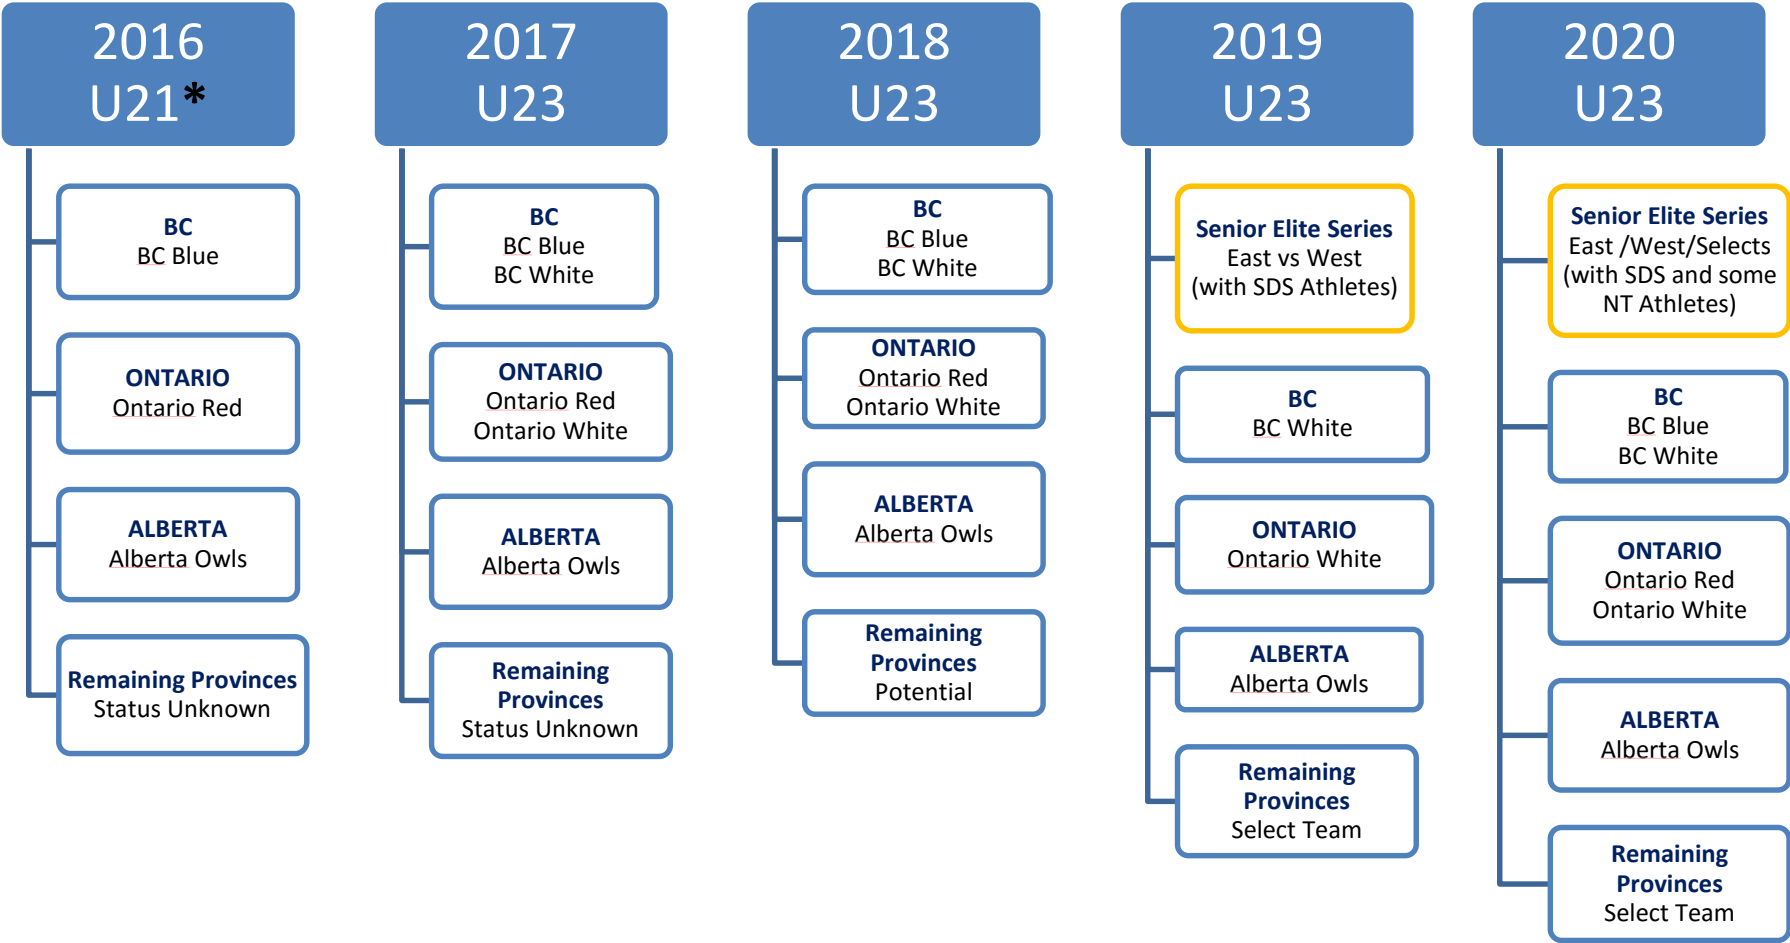 2016
U21*
BC
BC Blue
ONTARIO
Ontario Red
ALBERTA
Alberta Owls
Remaining Provinces
Status Unknown
2017
U23
BC
BC Blue
BC White
ONTARIO
Ontario Red
Ontario White
ALBERTA
Alberta Owls
Remaining
Provinces
Status Unknown
2018
U23
BC
BC Blue
BC White
ONTARIO
Ontario Red
Ontario White
ALBERTA
Alberta Owls
Remaining
Provinces
Potential
2019
U23
Senior Elite Series
East vs West
(with SDS Athletes)
BC
BC White
ONTARIO
Ontario White
ALBERTA
Alberta Owls
Remaining
Provinces
Select Team
2020
U23
Senior Elite Series
East /West/Selects
(with SDS and some
NT Athletes)
BC
BC Blue
BC White
ONTARIO
Ontario Red
Ontario White
ALBERTA
Alberta Owls
Remaining
Provinces
Select Team